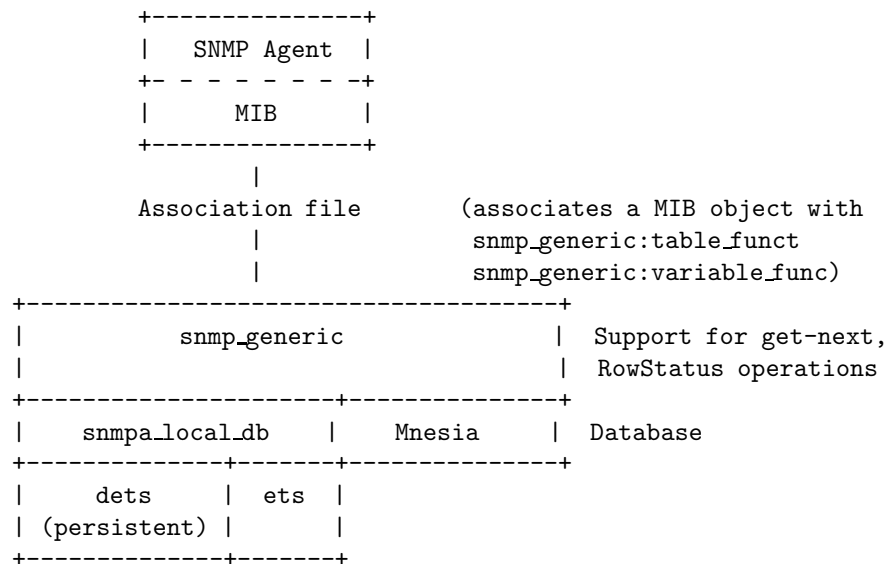 SNMP Agent
MIB
Association file (associates a MIB object with
snmp_generic:table_funct
snmp_generic:variable_func)
snmp_generic Support for get-next,
RowStatus operations
snmpa_local_db Mnesia Database
dets ets
(persistent)